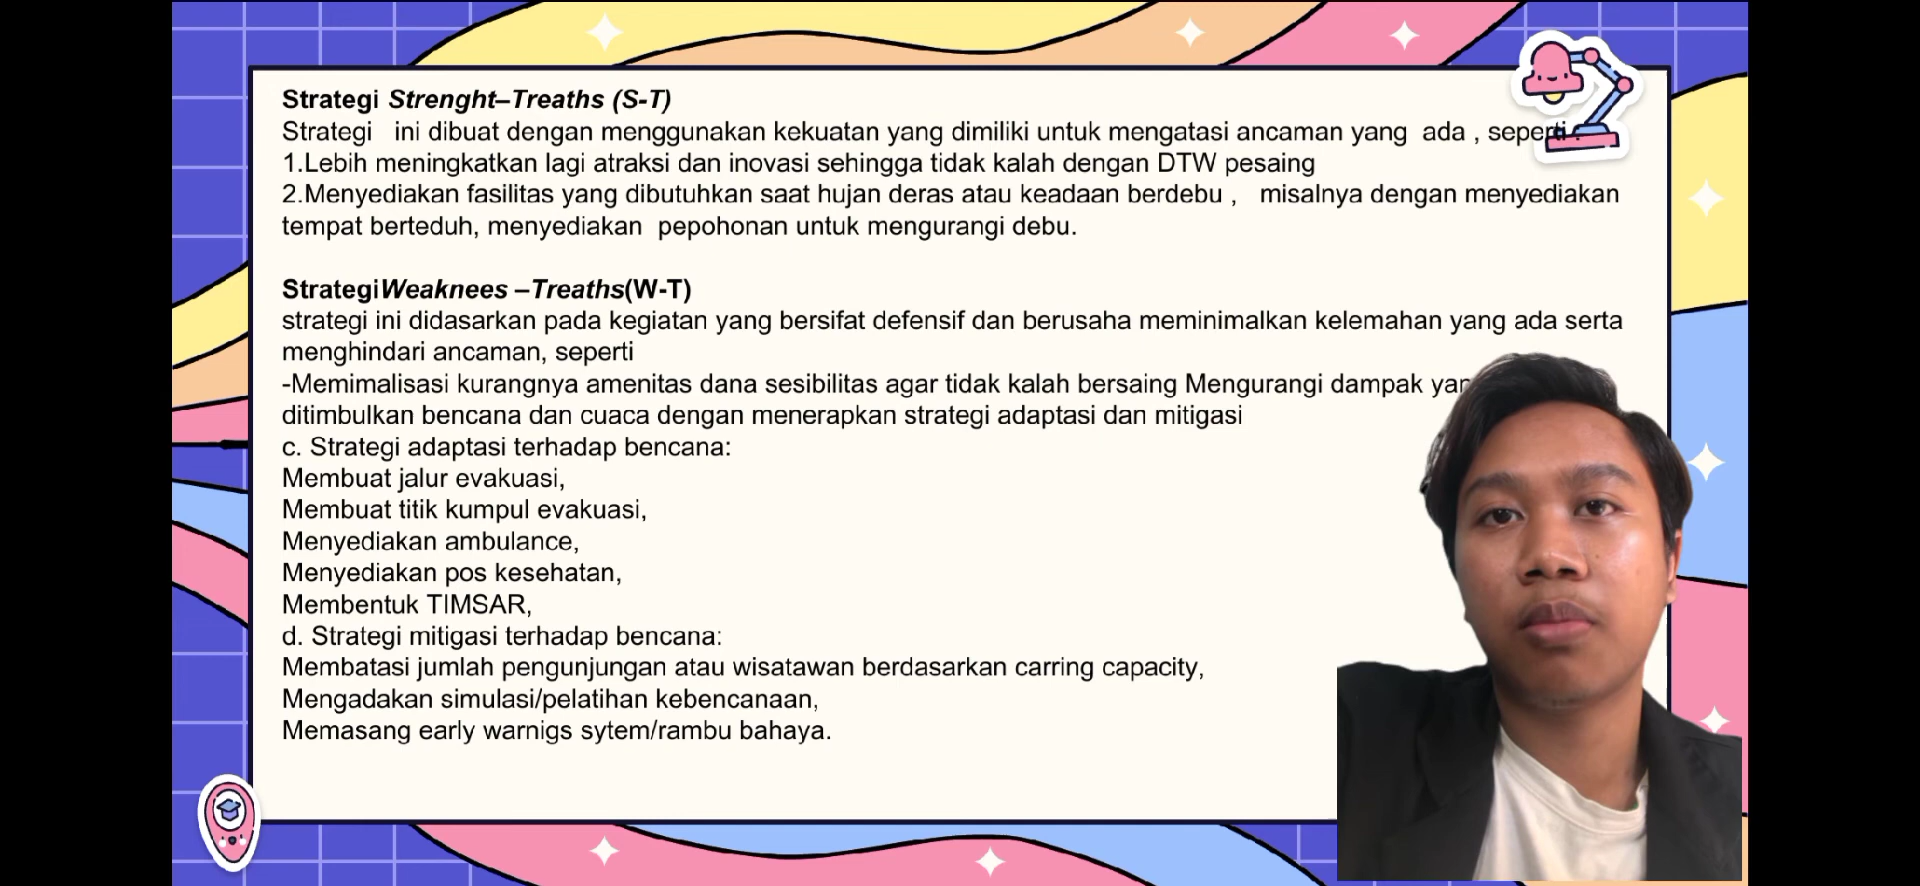 Strategi Strenght–Treaths (S-T)
Strategi ini dibuat dengan menggunakan kekuatan yang dimiliki untuk mengatasi ancaman yang ada , seperti :
1.Lebih meningkatkan lagi atraksi dan inovasi sehingga tidak kalah dengan DTW pesaing
2.Menyediakan fasilitas yang dibutuhkan saat hujan deras atau keadaan berdebu , misalnya dengan menyediakan
tempat berteduh, menyediakan pepohonan untuk mengurangi debu.
StrategiWeaknees –Treaths(W-T)
strategi ini didasarkan pada kegiatan yang bersifat defensif dan berusaha meminimalkan kelemahan yang ada serta
menghindari ancaman, seperti
-Memimalisasi kurangnya amenitas dana sesibilitas agar tidak kalah bersaing Mengurangi dampak
ditimbulkan bencana dan cuaca dengan menerapkan strategi adaptasi dan mitigasi
c. Strategi adaptasi terhadap bencana:
Membuat jalur evakuasi,
Membuat titik kumpul evakuasi,
Menyediakan ambulance,
Menyediakan pos kesehatan,
Membentuk TIMSAR,
d. Strategi mitigasi terhadap bencana:
Membatasi jumlah pengunjungan atau wisatawan berdasarkan carring capacity,
Mengadakan simulasi/pelatihan kebencanaan,
Memasang early warnigs sytem/rambu bahaya.